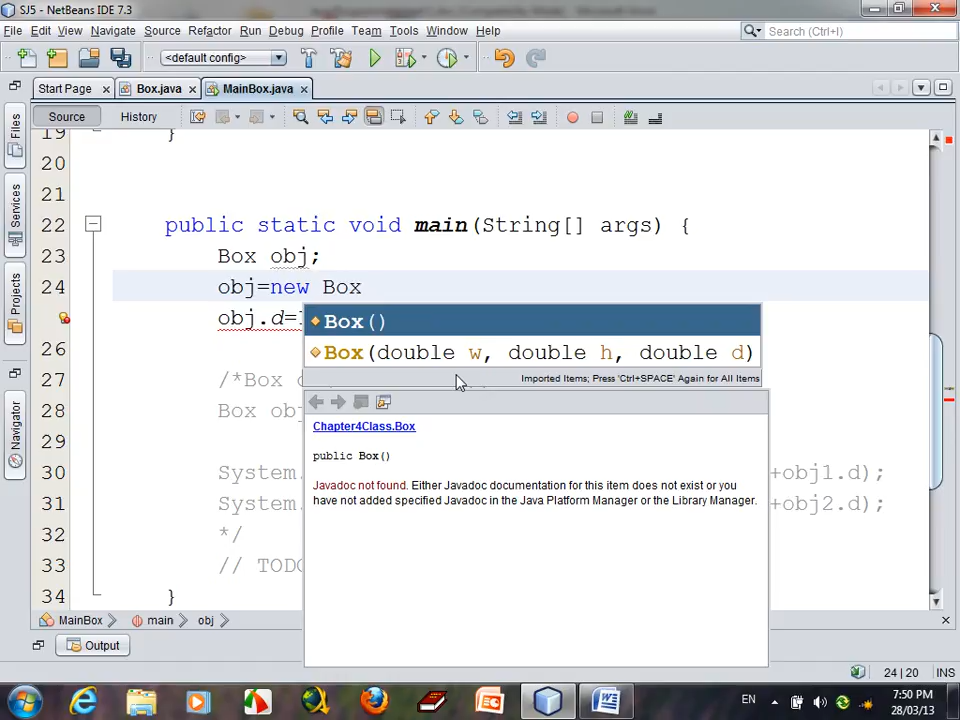 SJ5 - NetBeans IDE 7.3
File Edit View Navigate Source Refactor Run Debug Profile Team Tools Window Help
Search (Ctrl+I)
<default config>
Start Page Box.java MainBox.java
Source History
Files
Services
Projects
Navigator
19 }
20
21
22 public static void main(String[] args) {
23 Box obj;
24 obj=new Box
obj.d=
26
27 /*Box
28 Box obj
29
30 System. +obj1.d);
31 System. +obj2.d);
32 */
33 // TODO
34 }
Box()
Box(double w, double h, double d)
Imported Items; Press 'Ctrl+SPACE' Again for All Items
Chapter4Class.Box
public Box()
Javadoc not found. Either Javadoc documentation for this item does not exist or you
have not added specified Javadoc in the Java Platform Manager or the Library Manager.
MainBox main obj
Output
24 | 20 INS
EN
7:50 PM
28/03/13